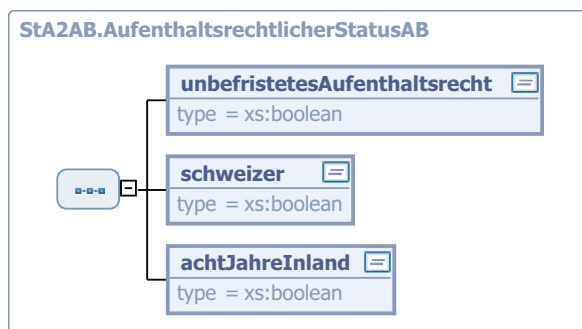 StA2AB.AufenthaltsrechtlicherStatusAB
unbefristetesAufenthaltsrecht
type = xs:boolean
schweizer
type = xs:boolean
achtJahreInland
type = xs:boolean